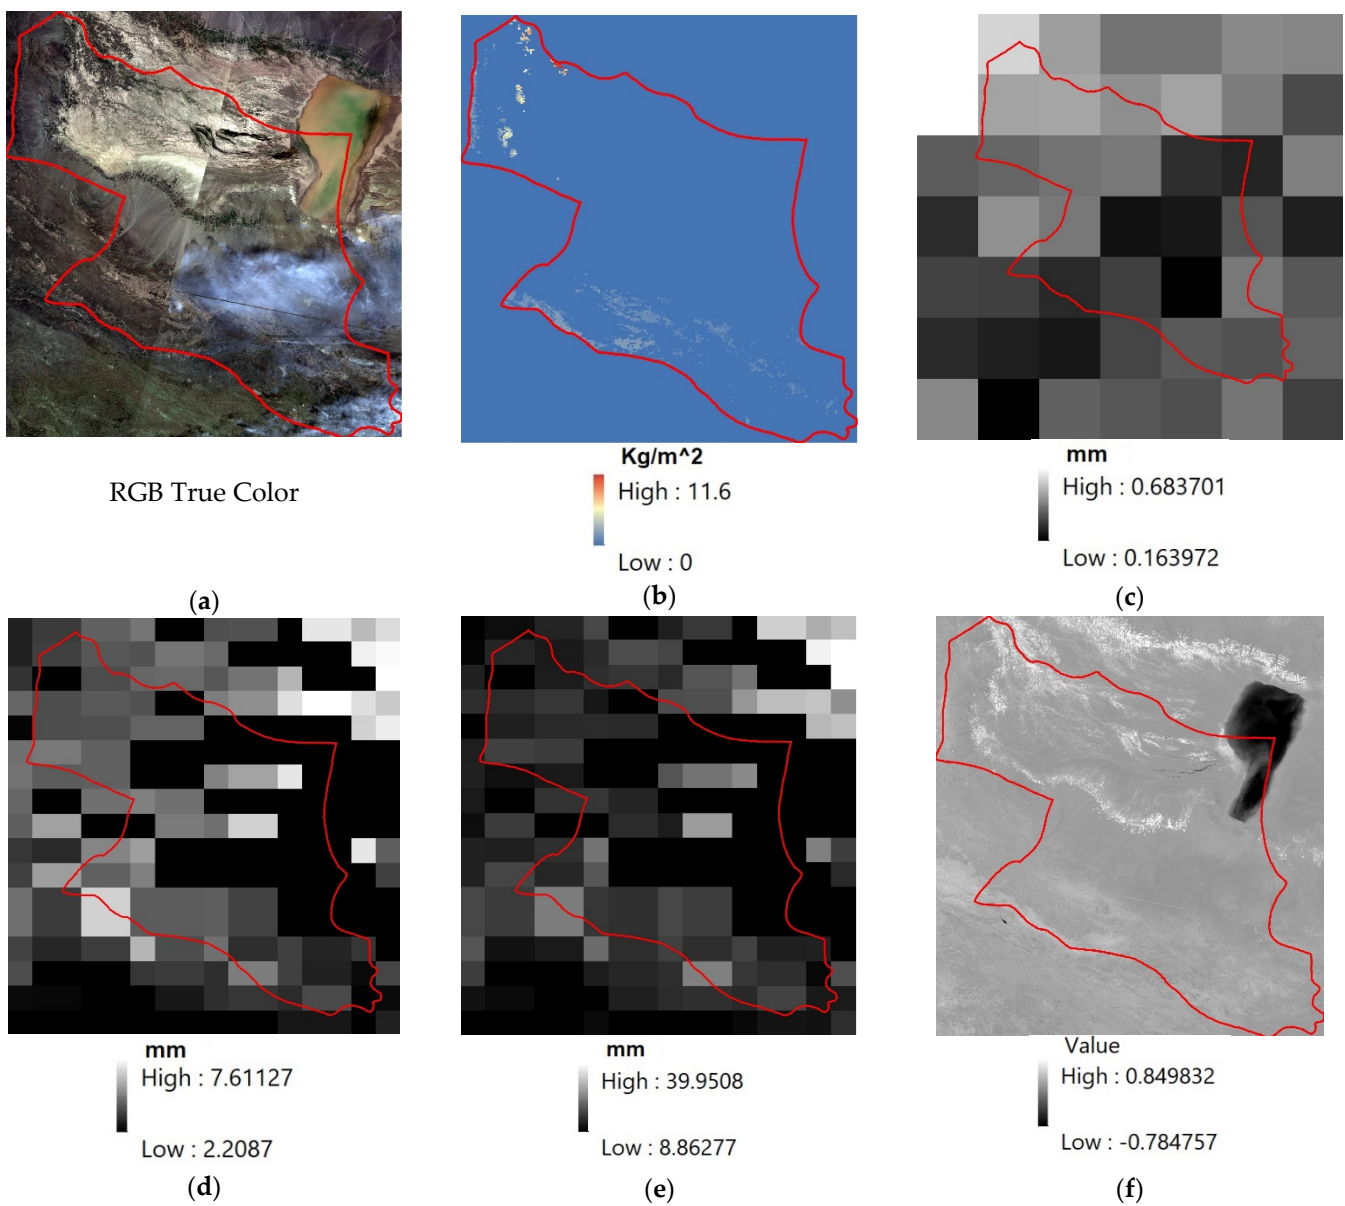 RGB True Color
(a)
Kg/m^2
High : 11.6
Low : 0
(b)
mm
High : 0.683701
Low : 0.163972
(c)
mm
High : 7.61127
Low : 2.2087
(d)
mm
High : 39.9508
Low : 8.86277
(e)
Value
High : 0.849832
Low : -0.784757
(f)